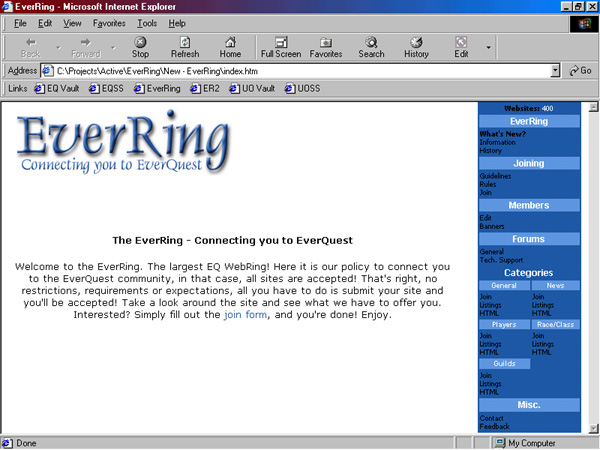 EverRing - Microsoft Internet Explorer
File Edit View Favorites Tools Help
Back Forward Stop Refresh Home Full Screen Favorites Search History Edit
Address C:\Projects\Active\EverRing\New - EverRing\index.htm Go
Links EQ Vault EQSS EverRing ER2 UO Vault UOSS
EverRing
Connecting you to EverQuest
The EverRing - Connecting you to EverQuest
Welcome to the EverRing. The largest EQ WebRing! Here it is our policy to connect you
to the EverQuest community, in that case, all sites are accepted! That's right, no
restrictions, requirements or expectations, all you have to do is submit your site and
you'll be accepted! Take a look around the site and see what we have to offer you.
Interested? Simply fill out the join form, and you're done! Enjoy.
Websites: 400
EverRing
What's New?
Information
History
Joining
Guidelines
Rules
Join
Members
Edit
Banners
Forums
General
Tech. Support
Categories
General News
Join Join
Listings Listings
HTML HTML
Players Race/Class
Join Join
Listings Listings
HTML HTML
Guilds
Join
Listings
HTML
Misc.
Contact
Feedback
Done My Computer